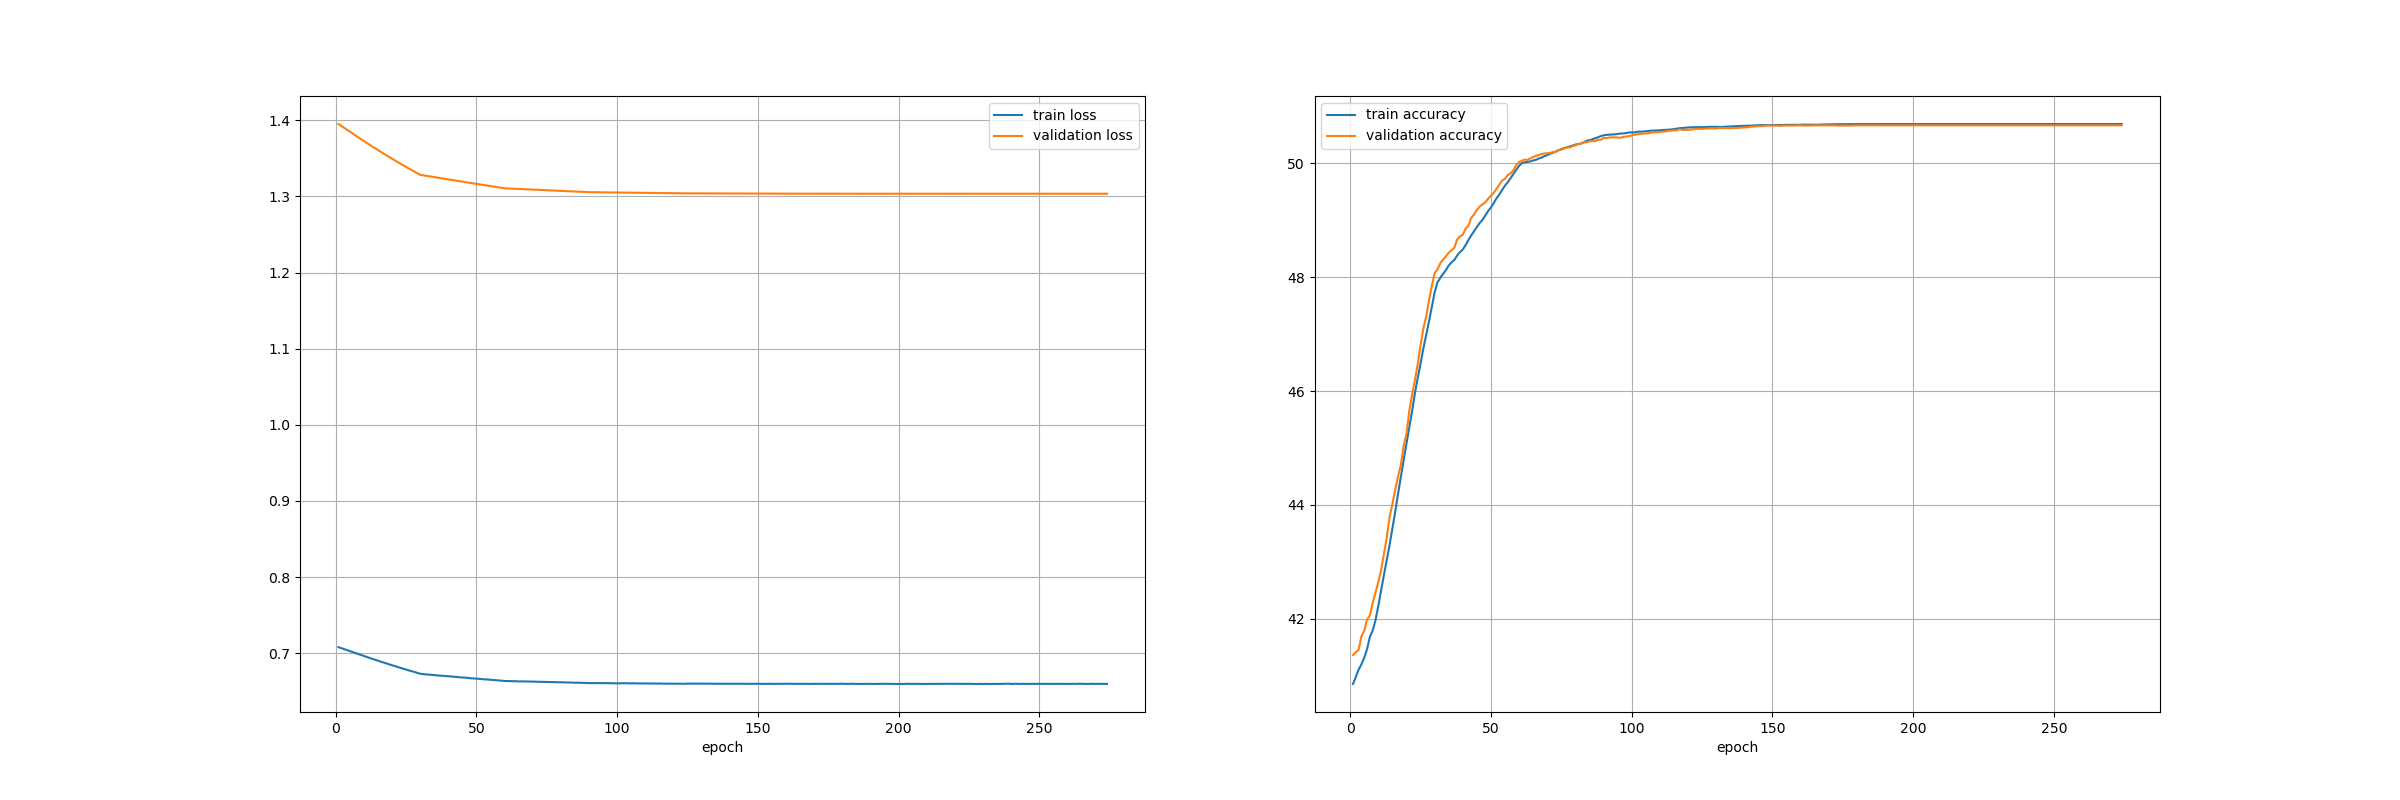 1.4
1.3
1.2
1.1
1.0
0.9
0.8
0.7
0 50 100 150 200 250
epoch
train loss
validation loss
50
48
46
44
42
0 50 100 150 200 250
epoch
train accuracy
validation accuracy